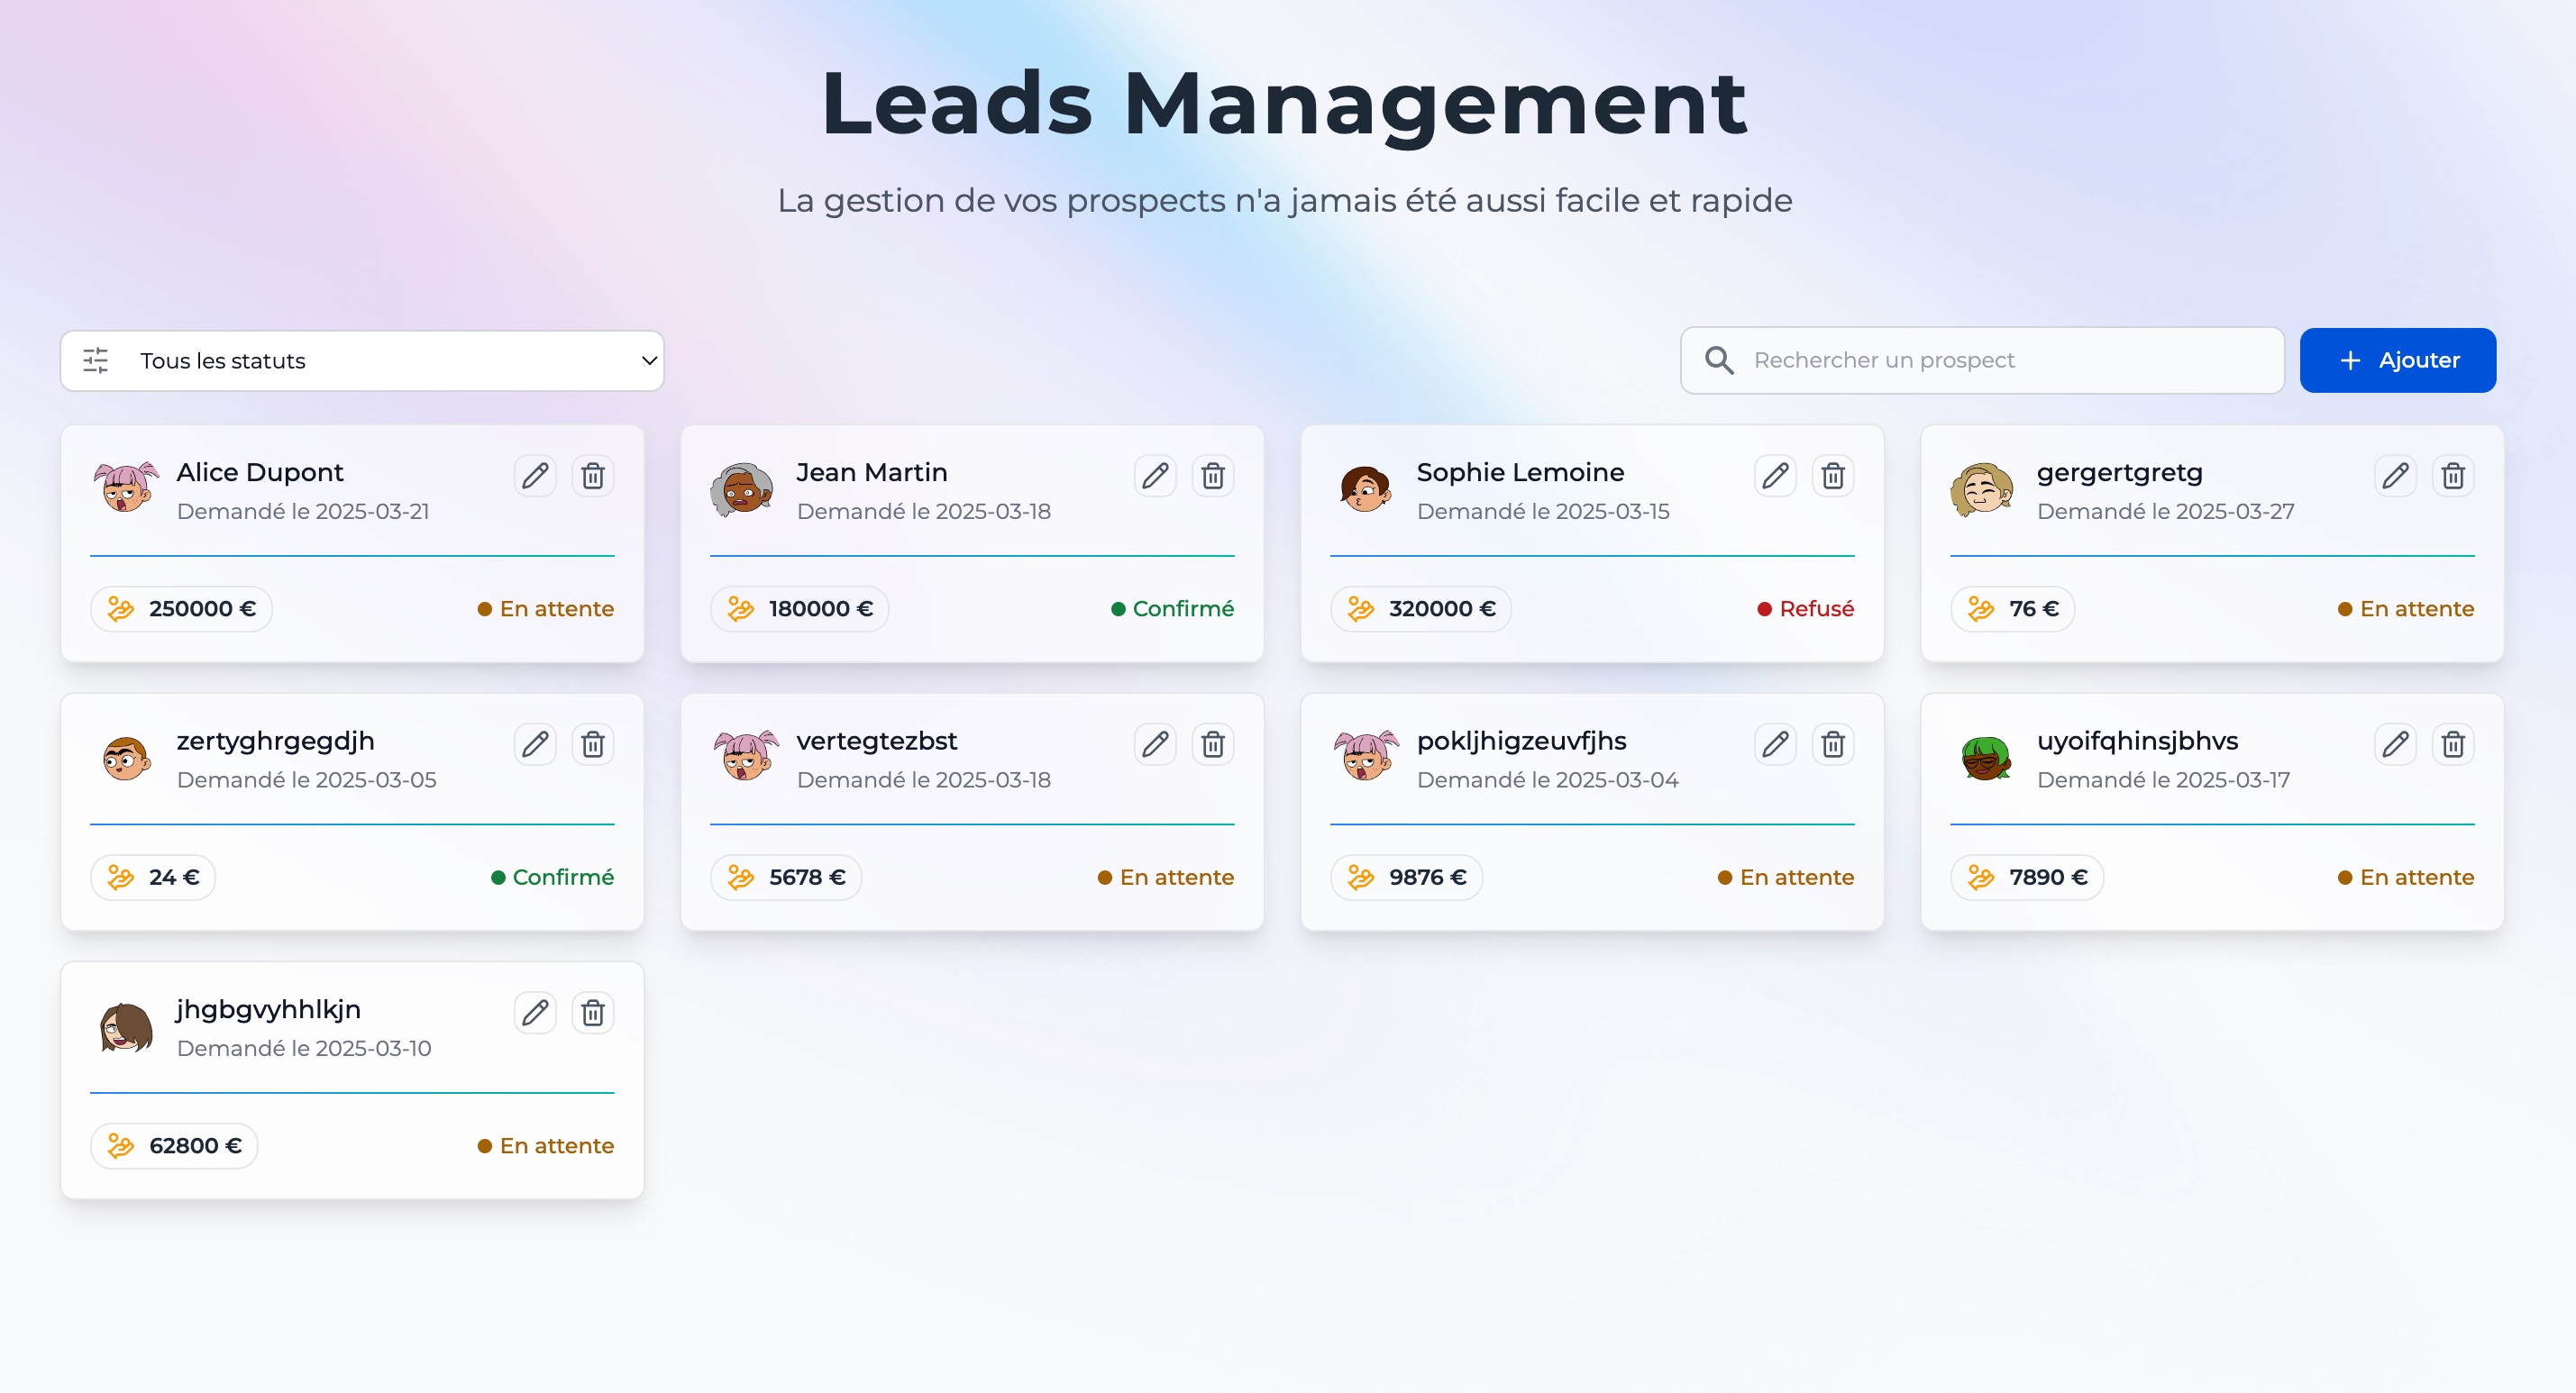 Leads Management
La gestion de vos prospects n'a jamais été aussi facile et rapide
Tous les statuts
Rechercher un prospect
Ajouter
Alice Dupont
Demandé le 2025-03-21
250000 €
En attente
Jean Martin
Demandé le 2025-03-18
180000 €
Confirmé
Sophie Lemoine
Demandé le 2025-03-15
320000 €
Refusé
gergertgretg
Demandé le 2025-03-27
76 €
En attente
zertyghrgegdjh
Demandé le 2025-03-05
24 €
Confirmé
vertegtezbst
Demandé le 2025-03-18
5678 €
En attente
pokljhigzeuvfjhs
Demandé le 2025-03-04
9876 €
En attente
uyoifqhinsjbhvs
Demandé le 2025-03-17
7890 €
En attente
jhgbgvyhhlkjn
Demandé le 2025-03-10
62800 €
En attente